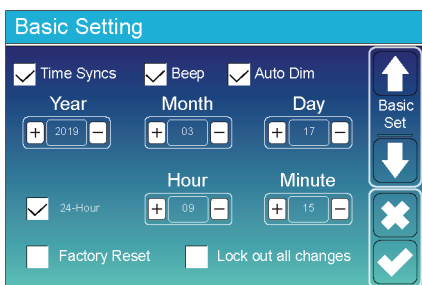 Basic Setting
Time Syncs Beep Auto Dim
Year Month Day
+ 2019 − + 03 − + 17 −
Basic
Set
Hour Minute
24-Hour + 09 − + 15 −
Factory Reset Lock out all changes